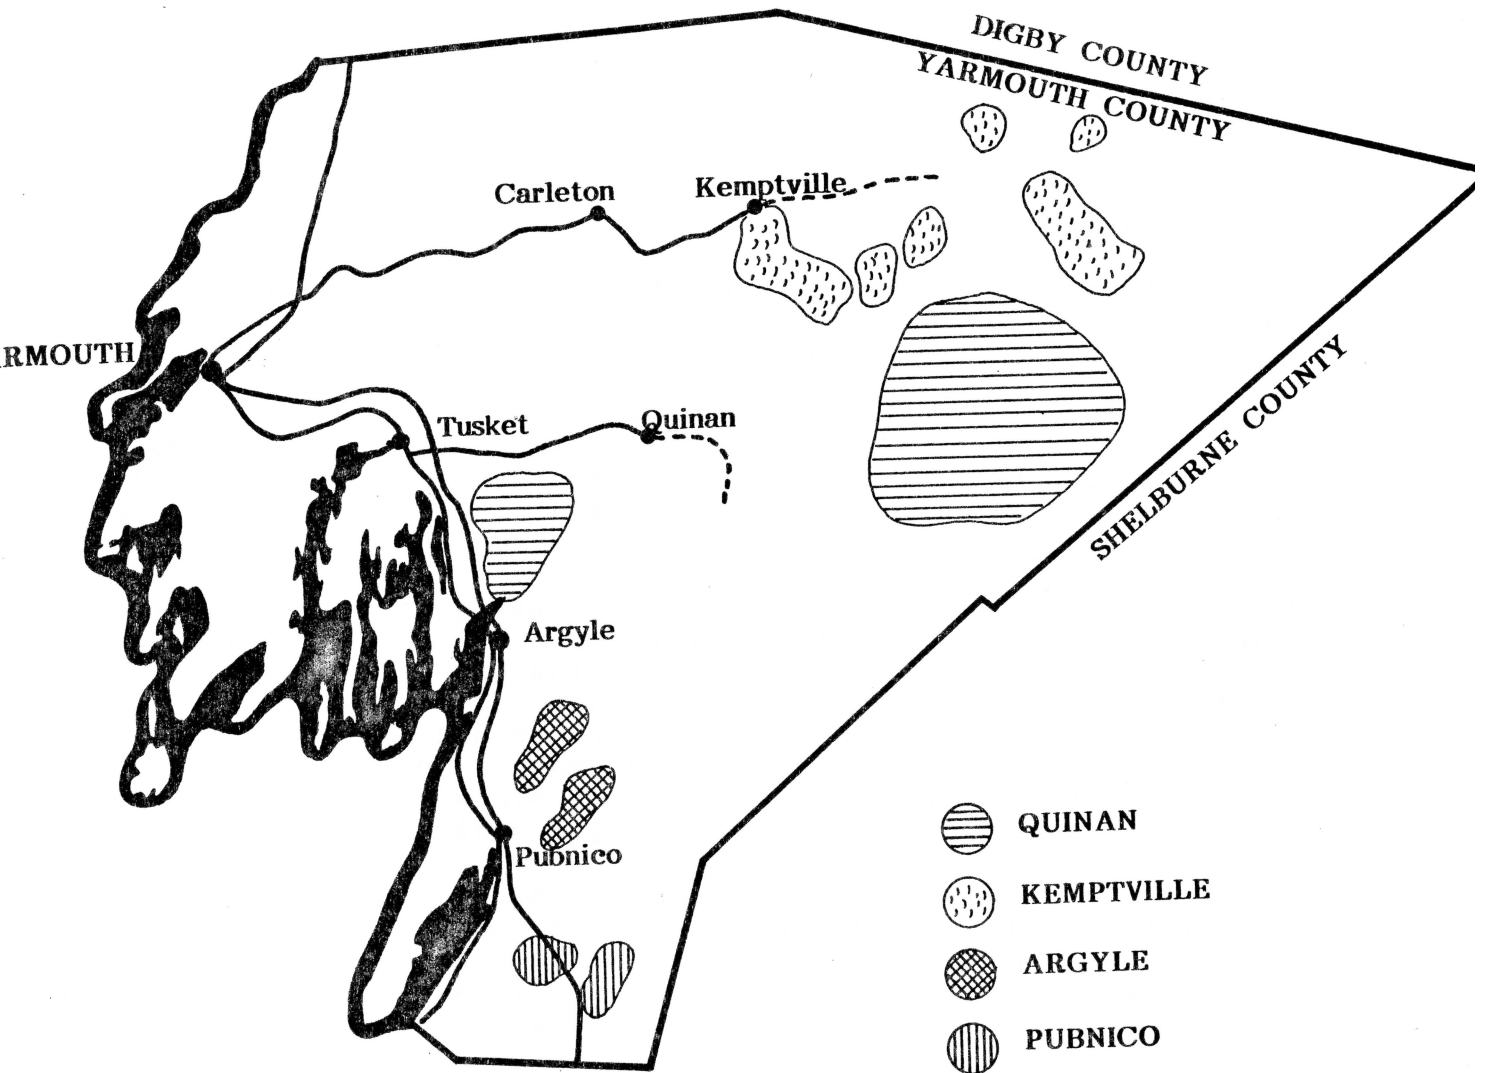 DIGBY COUNTY
YARMOUTH COUNTY
Carleton
Kemptville
RMOUTH
Tusket
Quinan
SHELBURNE COUNTY
Argyle
Pubnico
QUINAN
KEMPTVILLE
ARGYLE
PUBNICO